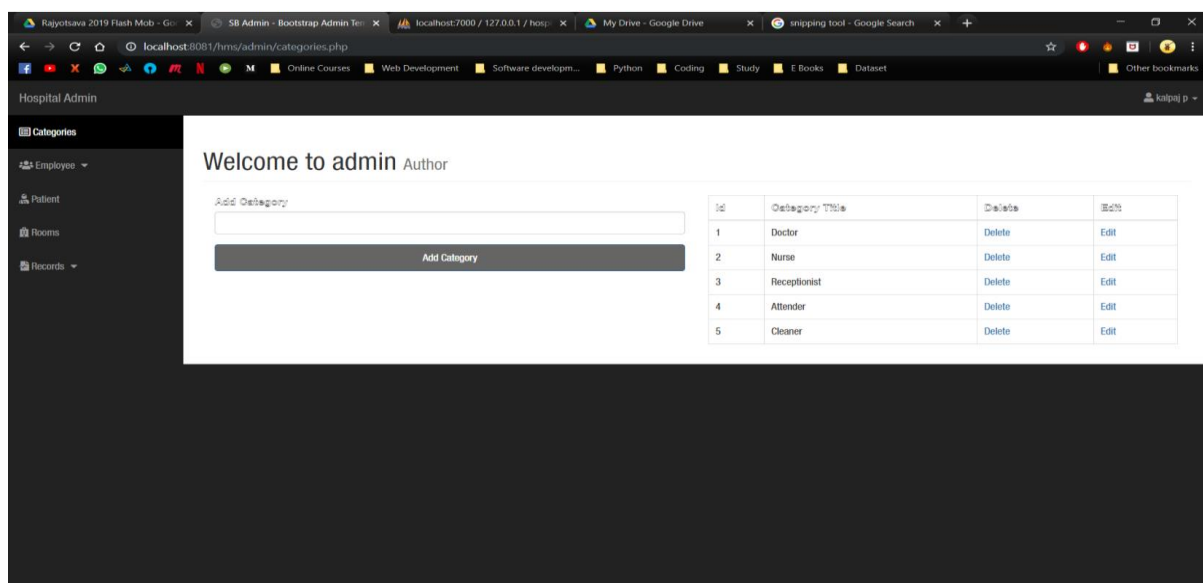 Rajyotsava 2019 Flash Mob - Go
SB Admin - Bootstrap Admin Tem
localhost:7000 / 127.0.0.1 / hosp
My Drive - Google Drive
snipping tool - Google Search
localhost:8081/hms/admin/categories.php
Online Courses
Web Development
Software developm...
Python
Coding
Study
E Books
Dataset
Other bookmarks
Hospital Admin
kalpaj p
Categories
Employee
Patient
Rooms
Records
Welcome to admin Author
Add Category
Add Category
Id Category Title Delete Edit
1 Doctor Delete Edit
2 Nurse Delete Edit
3 Receptionist Delete Edit
4 Attender Delete Edit
5 Cleaner Delete Edit